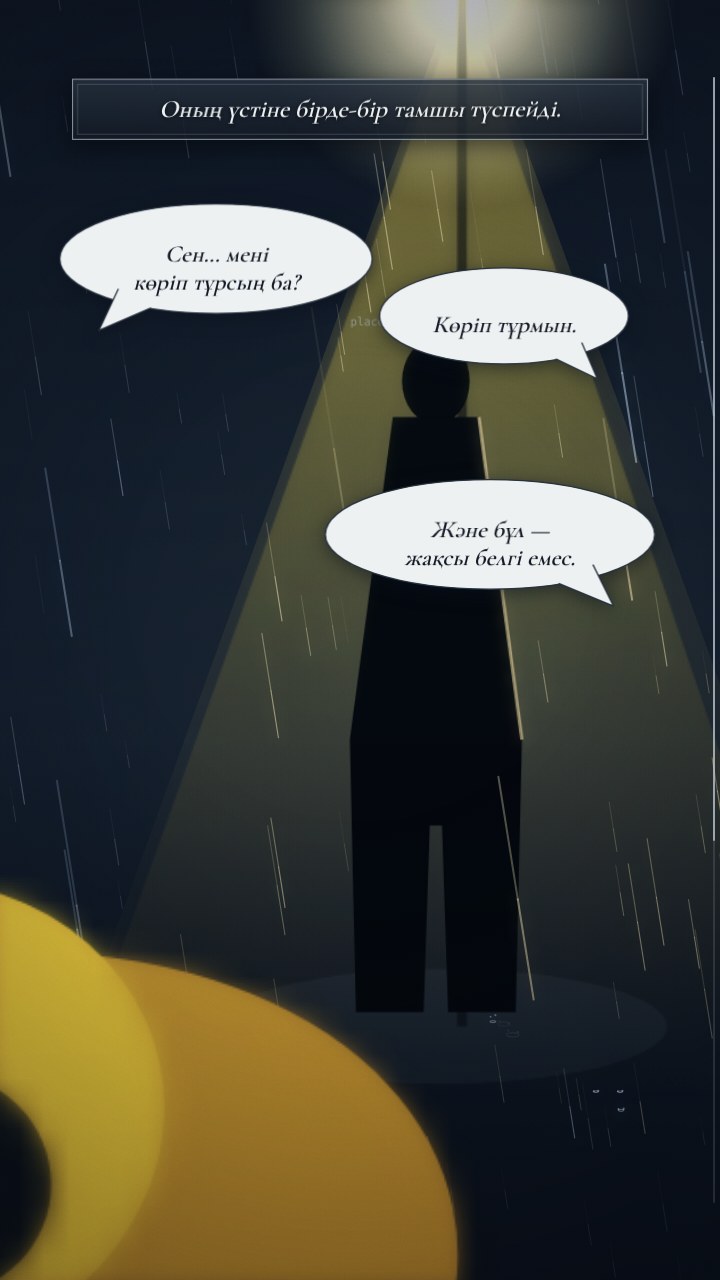 Оның үстіне бірде-бір тамшы түспейді.
Сен... мені
көріп тұрсың ба?
Көріп тұрмын.
Және бұл —
жақсы белгі емес.